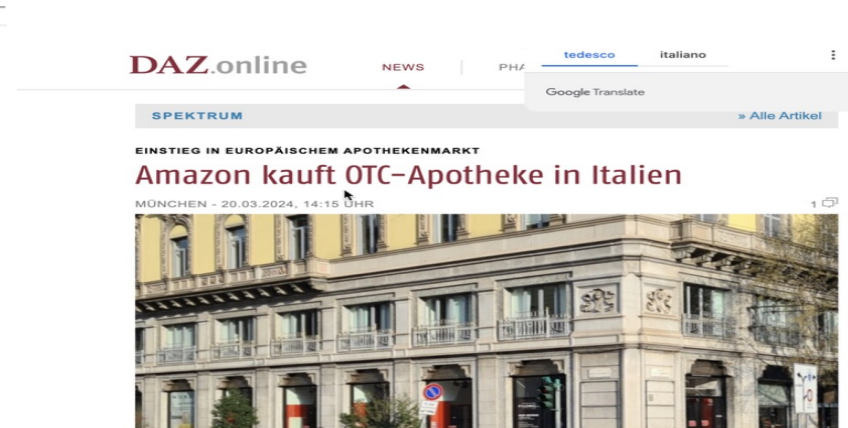 DAZ.online
NEWS
PHA
tedesco italiano
Google Translate
SPEKTRUM
» Alle Artikel
EINSTIEG IN EUROPÄISCHEM APOTHEKENMARKT
Amazon kauft OTC-Apotheke in Italien
MÜNCHEN - 20.03.2024, 14:15 UHR
1